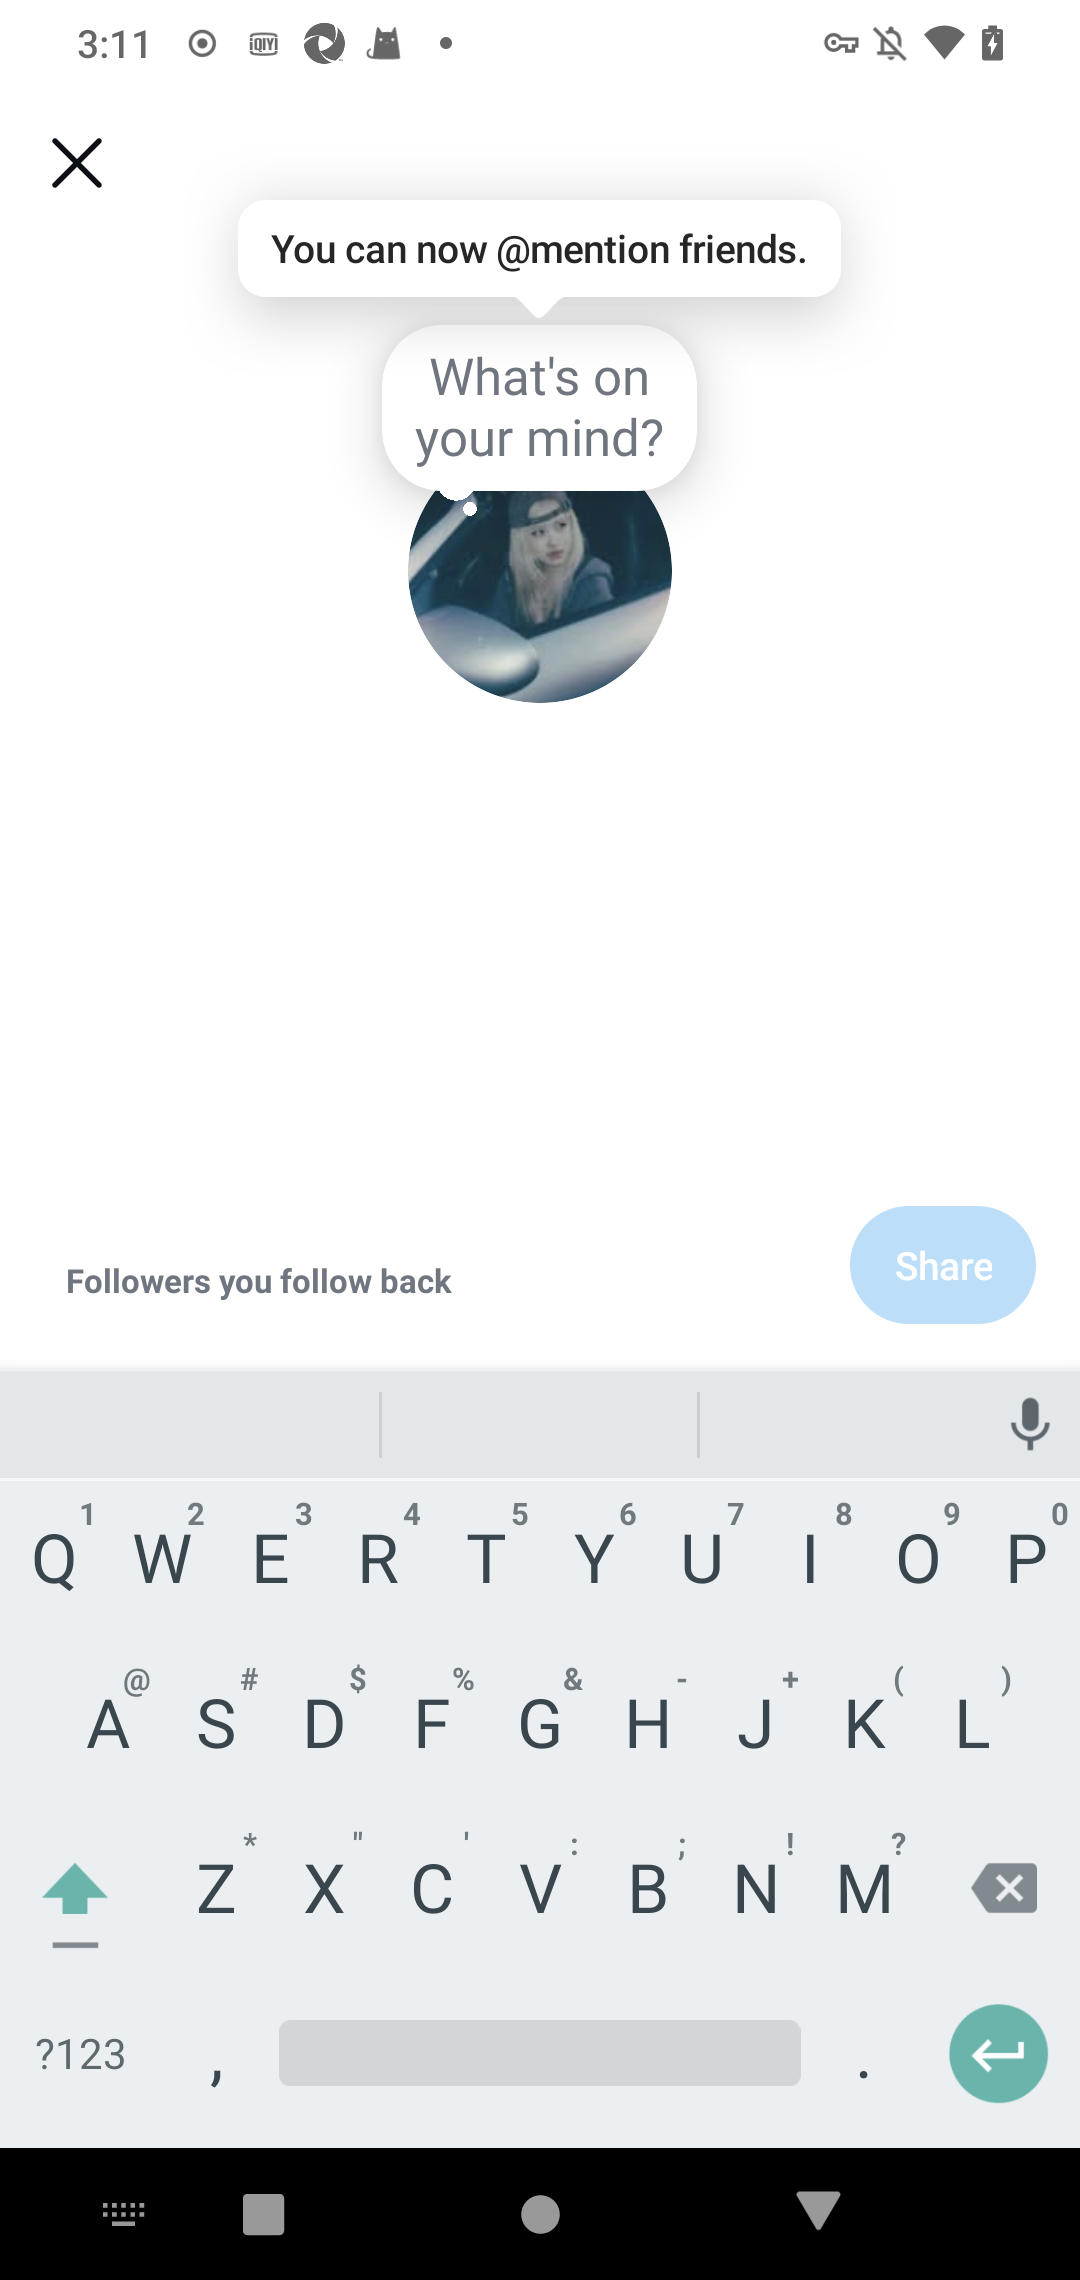 3:11
iQIYI
You can now @mention friends.
What's on
your mind?
Followers you follow back
Share
1 2 3 4 5 6 7 8 9 0
Q W E R T Y U I O P
@ # $ % & - + ( )
A S D F G H J K L
* " ' : ; ! ?
Z X C V B N M
?123 , .